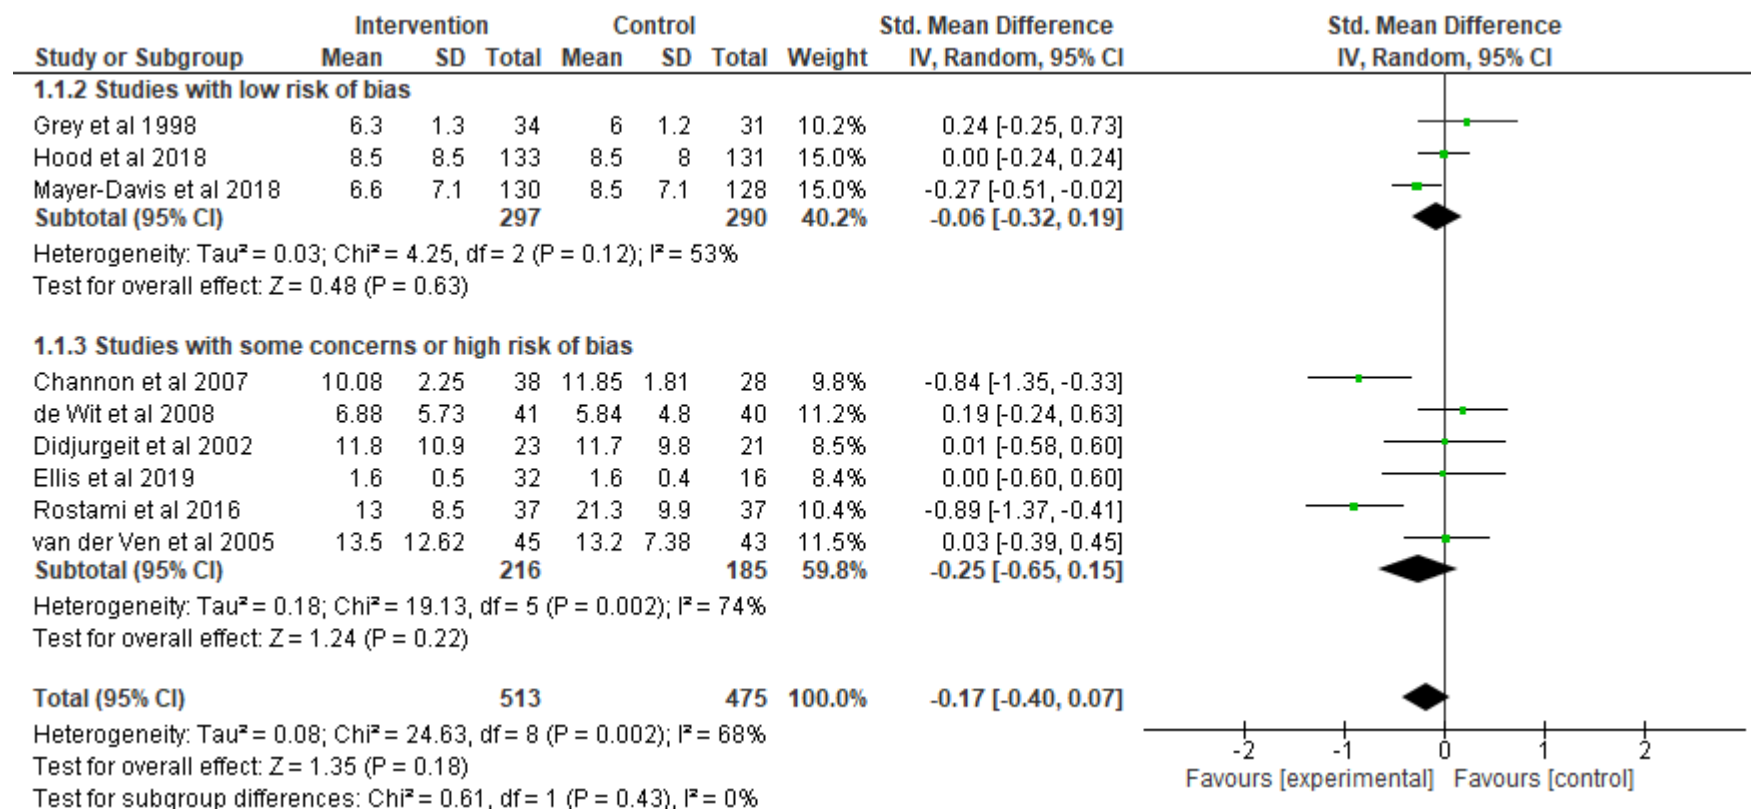 Intervention Control Std. Mean Difference Std. Mean Difference
Study or Subgroup Mean SD Total Mean SD Total Weight IV, Random, 95% CI IV, Random, 95% CI
1.1.2 Studies with low risk of bias
Grey et al 1998 6.3 1.3 34 6 1.2 31 10.2% 0.24 [-0.25, 0.73]
Hood et al 2018 8.5 8.5 133 8.5 8 131 15.0% 0.00 [-0.24, 0.24]
Mayer-Davis et al 2018 6.6 7.1 130 8.5 7.1 128 15.0% -0.27 [-0.51, -0.02]
Subtotal (95% CI) 297 290 40.2% -0.06 [-0.32, 0.19]
Heterogeneity: Tau² = 0.03; Chi² = 4.25, df = 2 (P = 0.12); I² = 53%
Test for overall effect: Z = 0.48 (P = 0.63)
1.1.3 Studies with some concerns or high risk of bias
Channon et al 2007 10.08 2.25 38 11.85 1.81 28 9.8% -0.84 [-1.35, -0.33]
de Wit et al 2008 6.88 5.73 41 5.84 4.8 40 11.2% 0.19 [-0.24, 0.63]
Didjurgeit et al 2002 11.8 10.9 23 11.7 9.8 21 8.5% 0.01 [-0.58, 0.60]
Ellis et al 2019 1.6 0.5 32 1.6 0.4 16 8.4% 0.00 [-0.60, 0.60]
Rostami et al 2016 13 8.5 37 21.3 9.9 37 10.4% -0.89 [-1.37, -0.41]
van der Ven et al 2005 13.5 12.62 45 13.2 7.38 43 11.5% 0.03 [-0.39, 0.45]
Subtotal (95% CI) 216 185 59.8% -0.25 [-0.65, 0.15]
Heterogeneity: Tau² = 0.18; Chi² = 19.13, df = 5 (P = 0.002); I² = 74%
Test for overall effect: Z = 1.24 (P = 0.22)
Total (95% CI) 513 475 100.0% -0.17 [-0.40, 0.07]
Heterogeneity: Tau² = 0.08; Chi² = 24.63, df = 8 (P = 0.002); I² = 68%
Test for overall effect: Z = 1.35 (P = 0.18)
Test for subgroup differences: Chi² = 0.61, df = 1 (P = 0.43), I² = 0%
-2 -1 0 1 2
Favours [experimental] Favours [control]